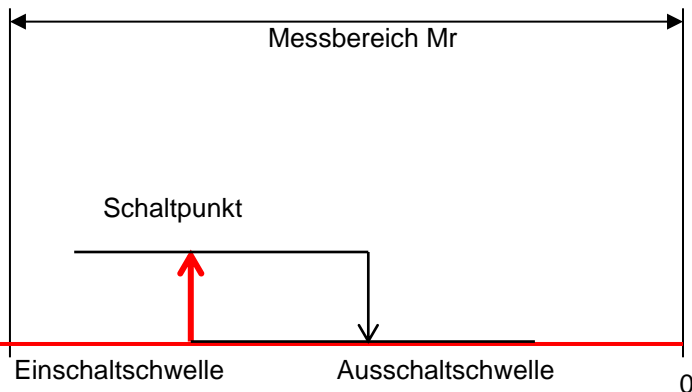 Messbereich Mr
Schaltpunkt
Einschaltschwelle
Ausschaltschwelle
0